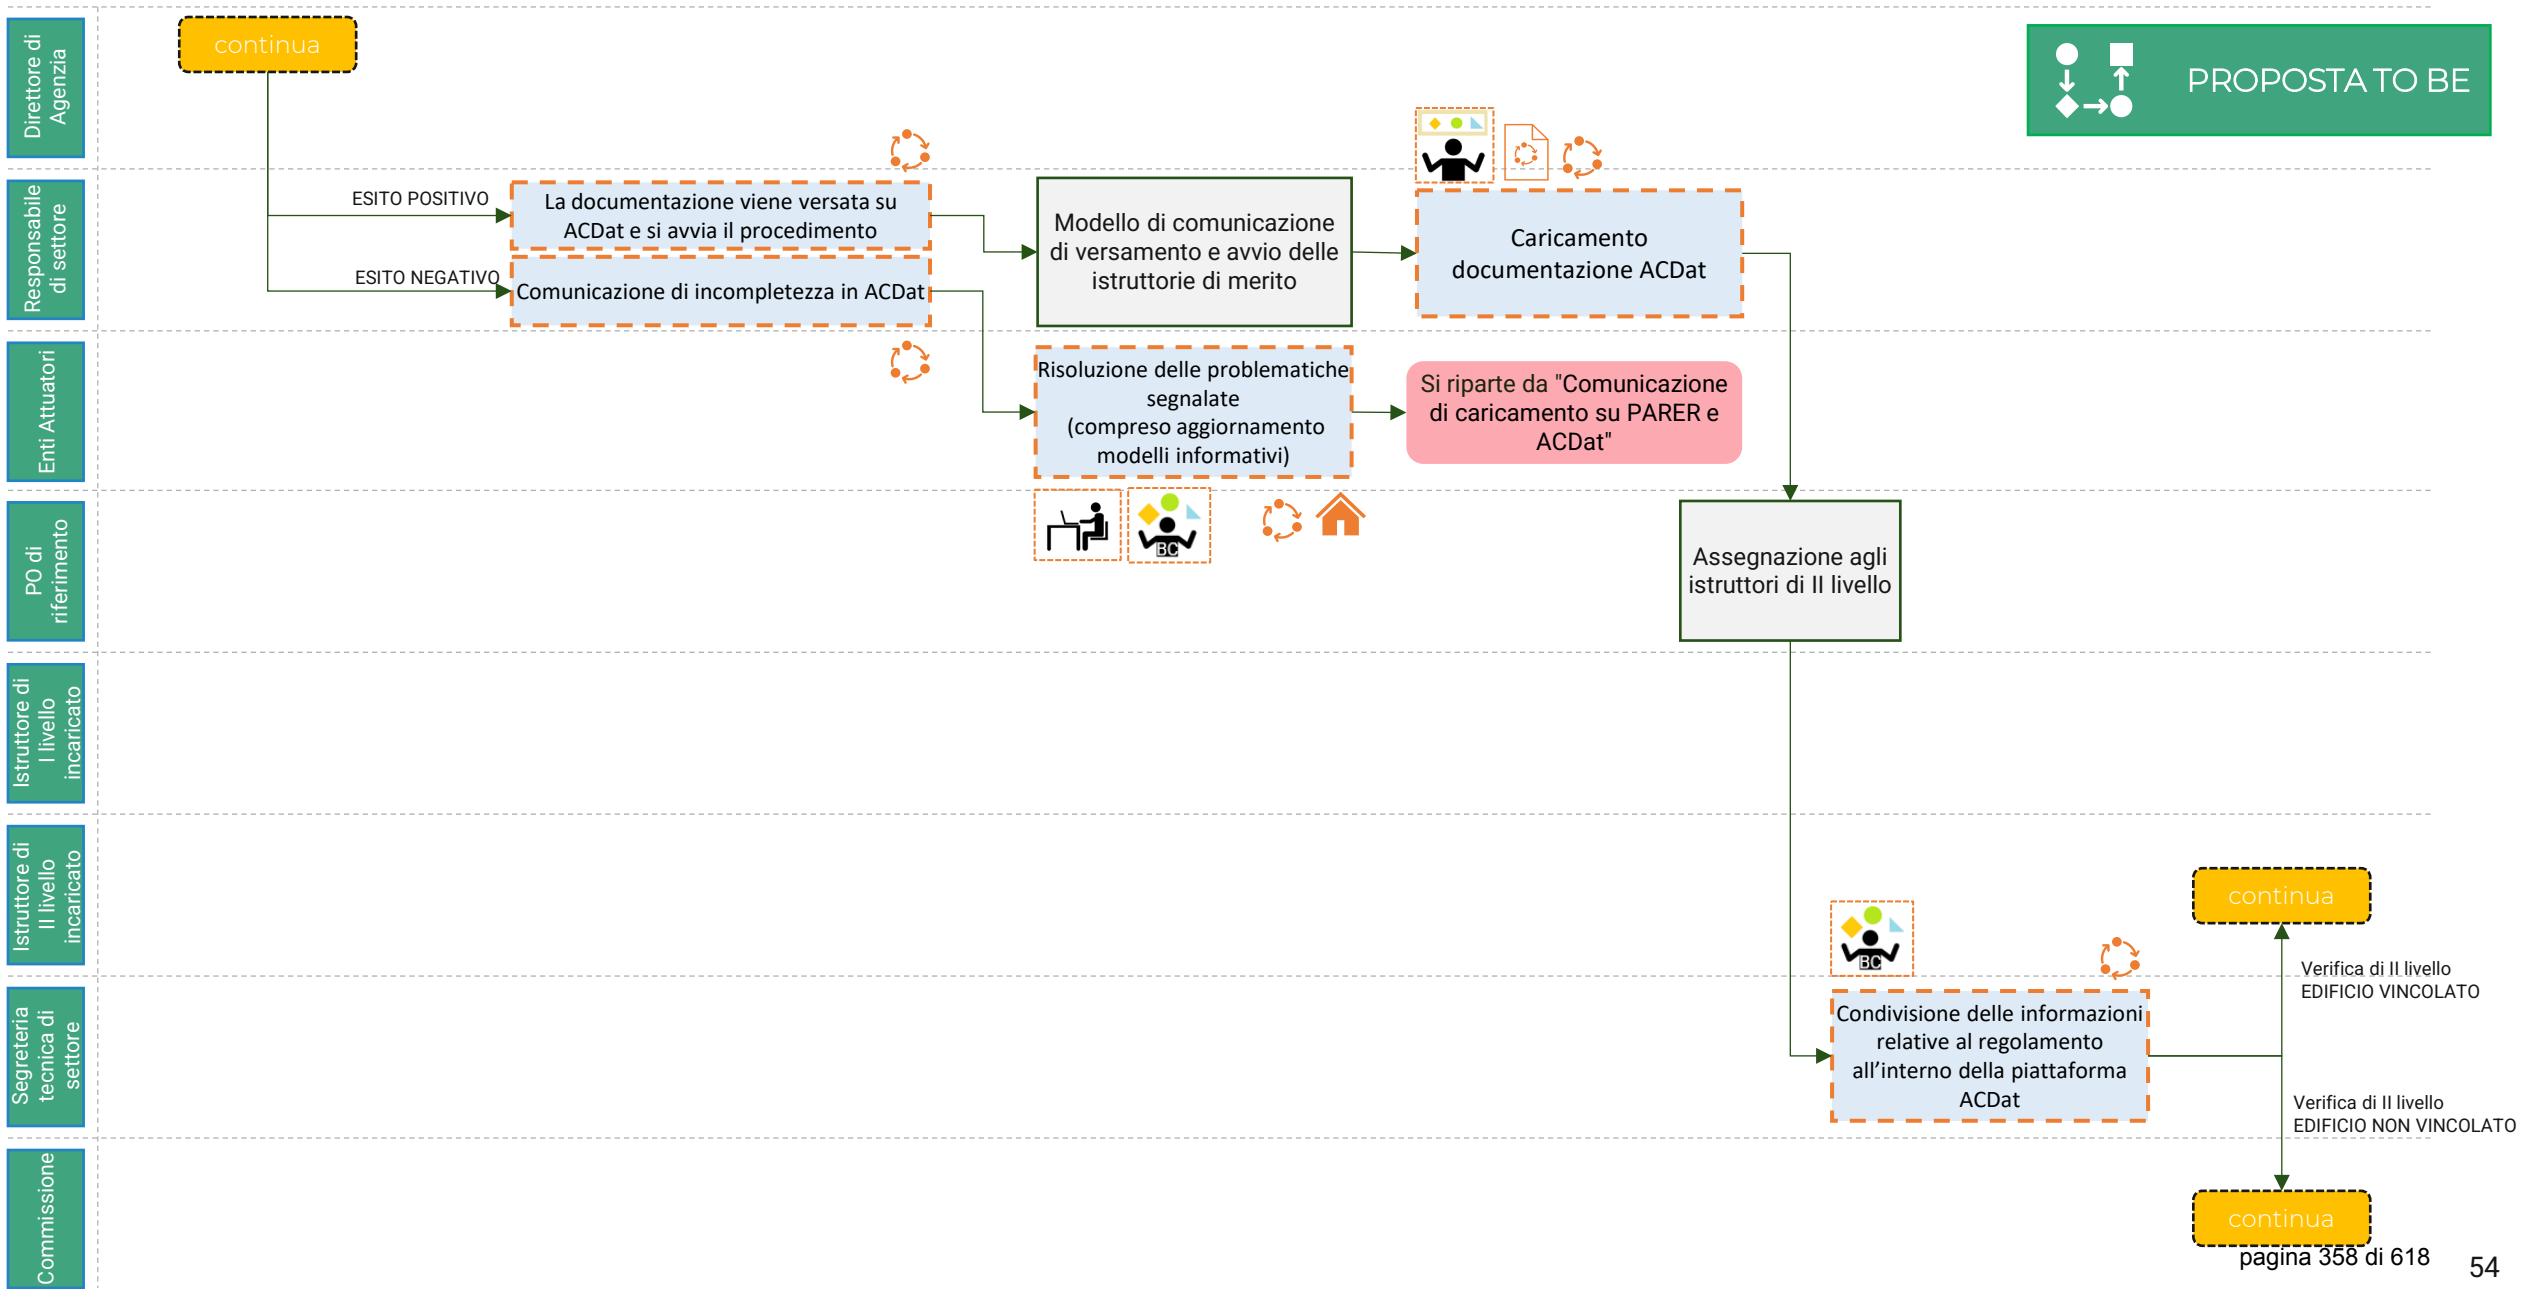 Direttore di
Agenzia
continua
PROPOSTA TO BE
Responsabile
di settore
ESITO POSITIVO
La documentazione viene versata su
ACDat e si avvia il procedimento
ESITO NEGATIVO
Comunicazione di incompletezza in ACDat
Modello di comunicazione
di versamento e avvio delle
istruttorie di merito
Caricamento
documentazione ACDat
Enti Attuatori
Risoluzione delle problematiche
segnalate
(compreso aggiornamento
modelli informativi)
Si riparte da "Comunicazione
di caricamento su PARER e
ACDat"
PO di
riferimento
BC
Assegnazione agli
istruttori di II livello
Istruttore di
I livello
incaricato
Istruttore di
II livello
incaricato
continua
BC
Verifica di II livello
EDIFICIO VINCOLATO
Segreteria
tecnica di
settore
Condivisione delle informazioni
relative al regolamento
all’interno della piattaforma
ACDat
Verifica di II livello
EDIFICIO NON VINCOLATO
Commissione
continua
pagina 358 di 618
54